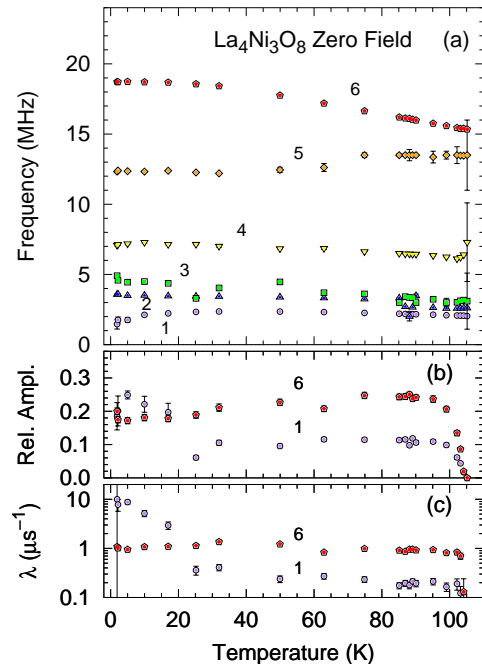 La₄Ni₃O₈ Zero Field (a)
Frequency (MHz)
20
15
10
5
0
6
5
4
3
2
1
(b)
Rel. Ampl.
0.3
0.2
0.1
0.0
6
1
(c)
λ (μs⁻¹)
10
1
0.1
6
1
0 20 40 60 80 100
Temperature (K)